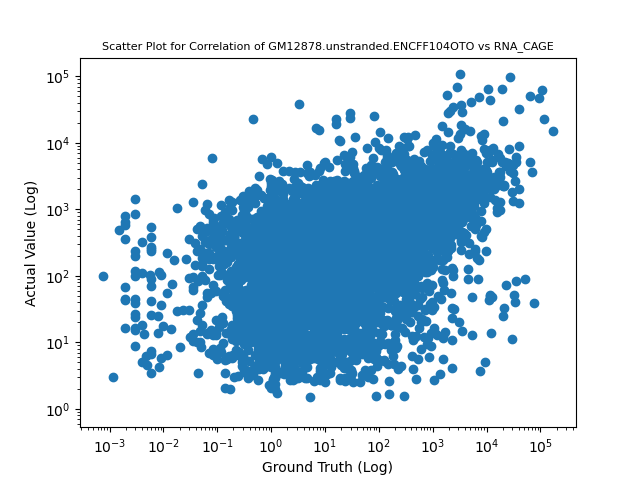 Scatter Plot for Correlation of GM12878.unstranded.ENCFF104OTO vs RNA_CAGE
Actual Value (Log)
10⁵
10⁴
10³
10²
10¹
10⁰
10⁻³ 10⁻² 10⁻¹ 10⁰ 10¹ 10² 10³ 10⁴ 10⁵
Ground Truth (Log)